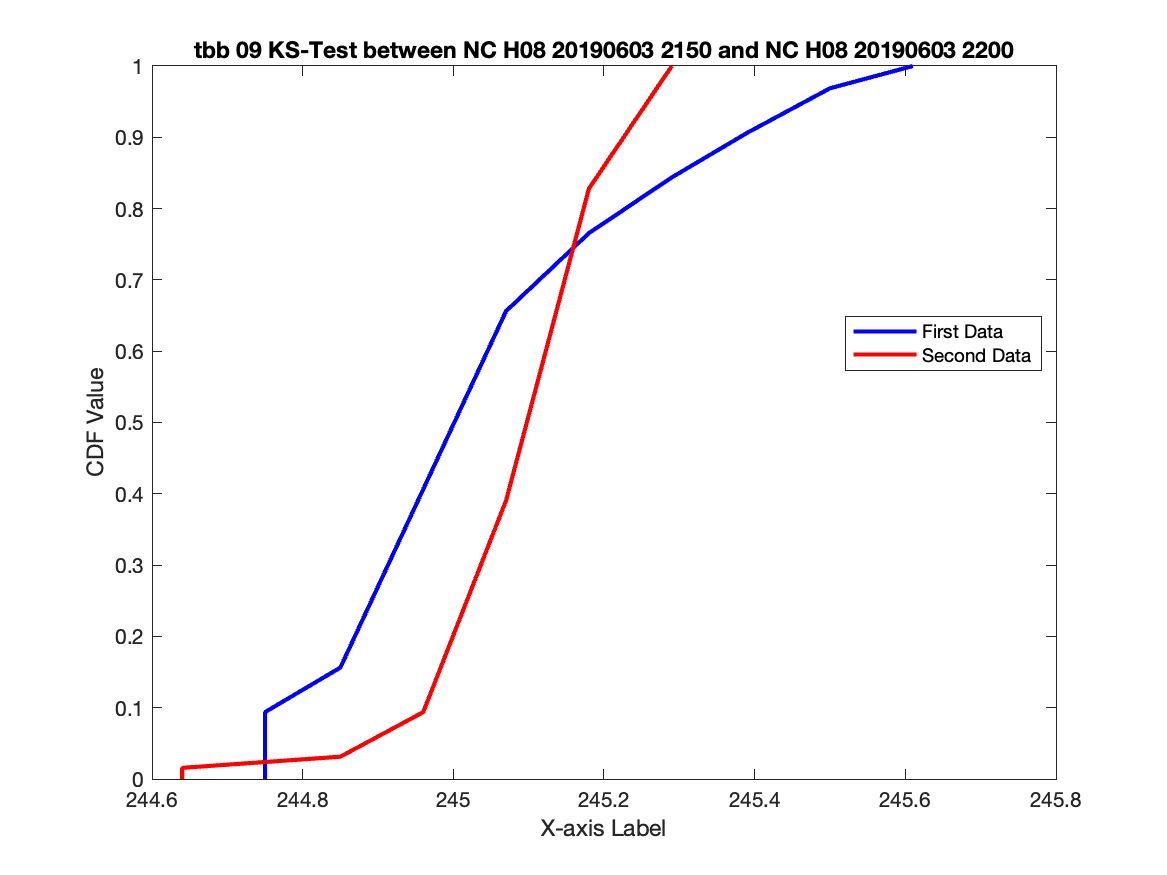 tbb 09 KS-Test between NC H08 20190603 2150 and NC H08 20190603 2200
1
0.9
0.8
0.7
0.6
0.5
0.4
0.3
0.2
0.1
0
CDF Value
First Data
Second Data
244.6 244.8 245 245.2 245.4 245.6 245.8
X-axis Label